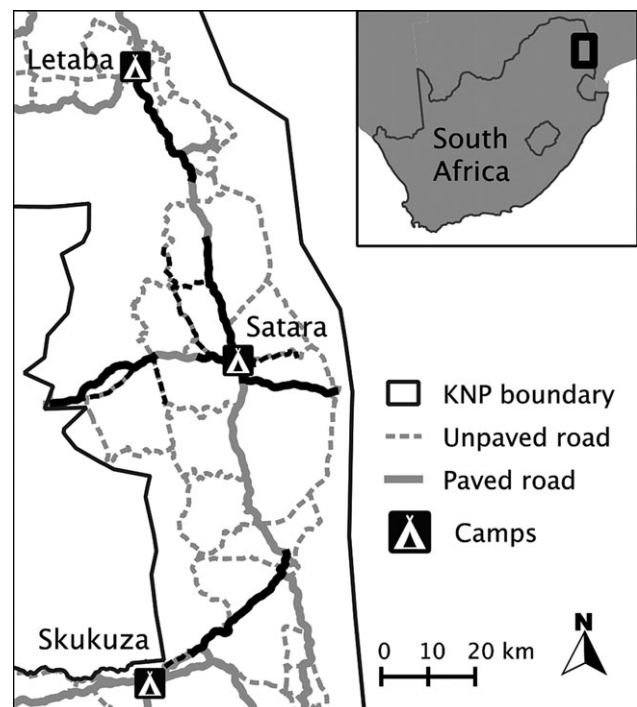 Letaba
South
Africa
Satara
KNP boundary
Unpaved road
Paved road
Camps
Skukuza
N
0 10 20 km